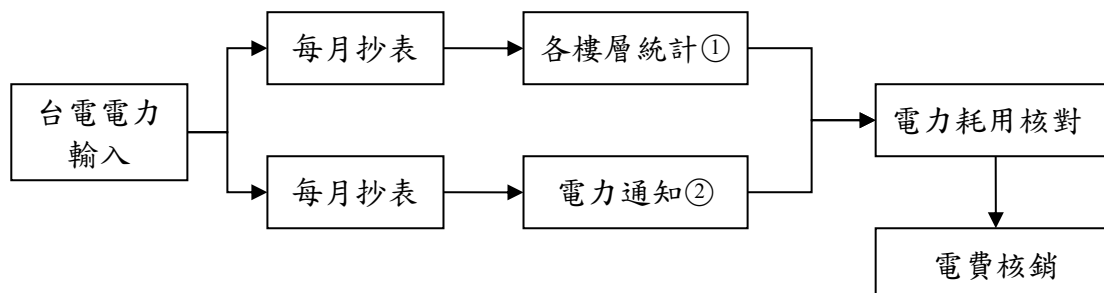 台電電力
輸入
每月抄表
各樓層統計①
每月抄表
電力通知②
電力耗用核對
電費核銷